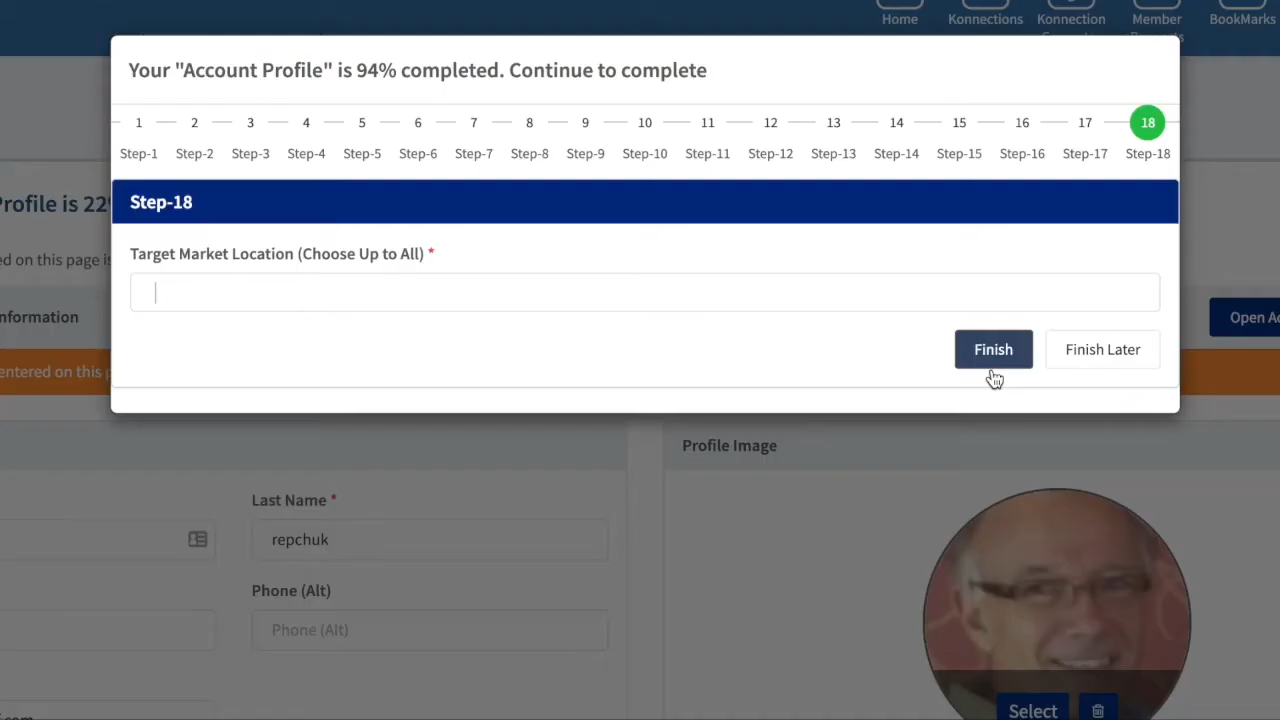 Home Konnections Konnection Member BookMarks
Your "Account Profile" is 94% completed. Continue to complete
1 2 3 4 5 6 7 8 9 10 11 12 13 14 15 16 17 18
Step-1 Step-2 Step-3 Step-4 Step-5 Step-6 Step-7 Step-8 Step-9 Step-10 Step-11 Step-12 Step-13 Step-14 Step-15 Step-16 Step-17 Step-18
Step-18
rofile is 22
Target Market Location (Choose Up to All) *
ed on this page is
nformation
Open Ac
Finish Finish Later
entered on this p
Profile Image
Last Name *
repchuk
Phone (Alt)
Phone (Alt)
Select